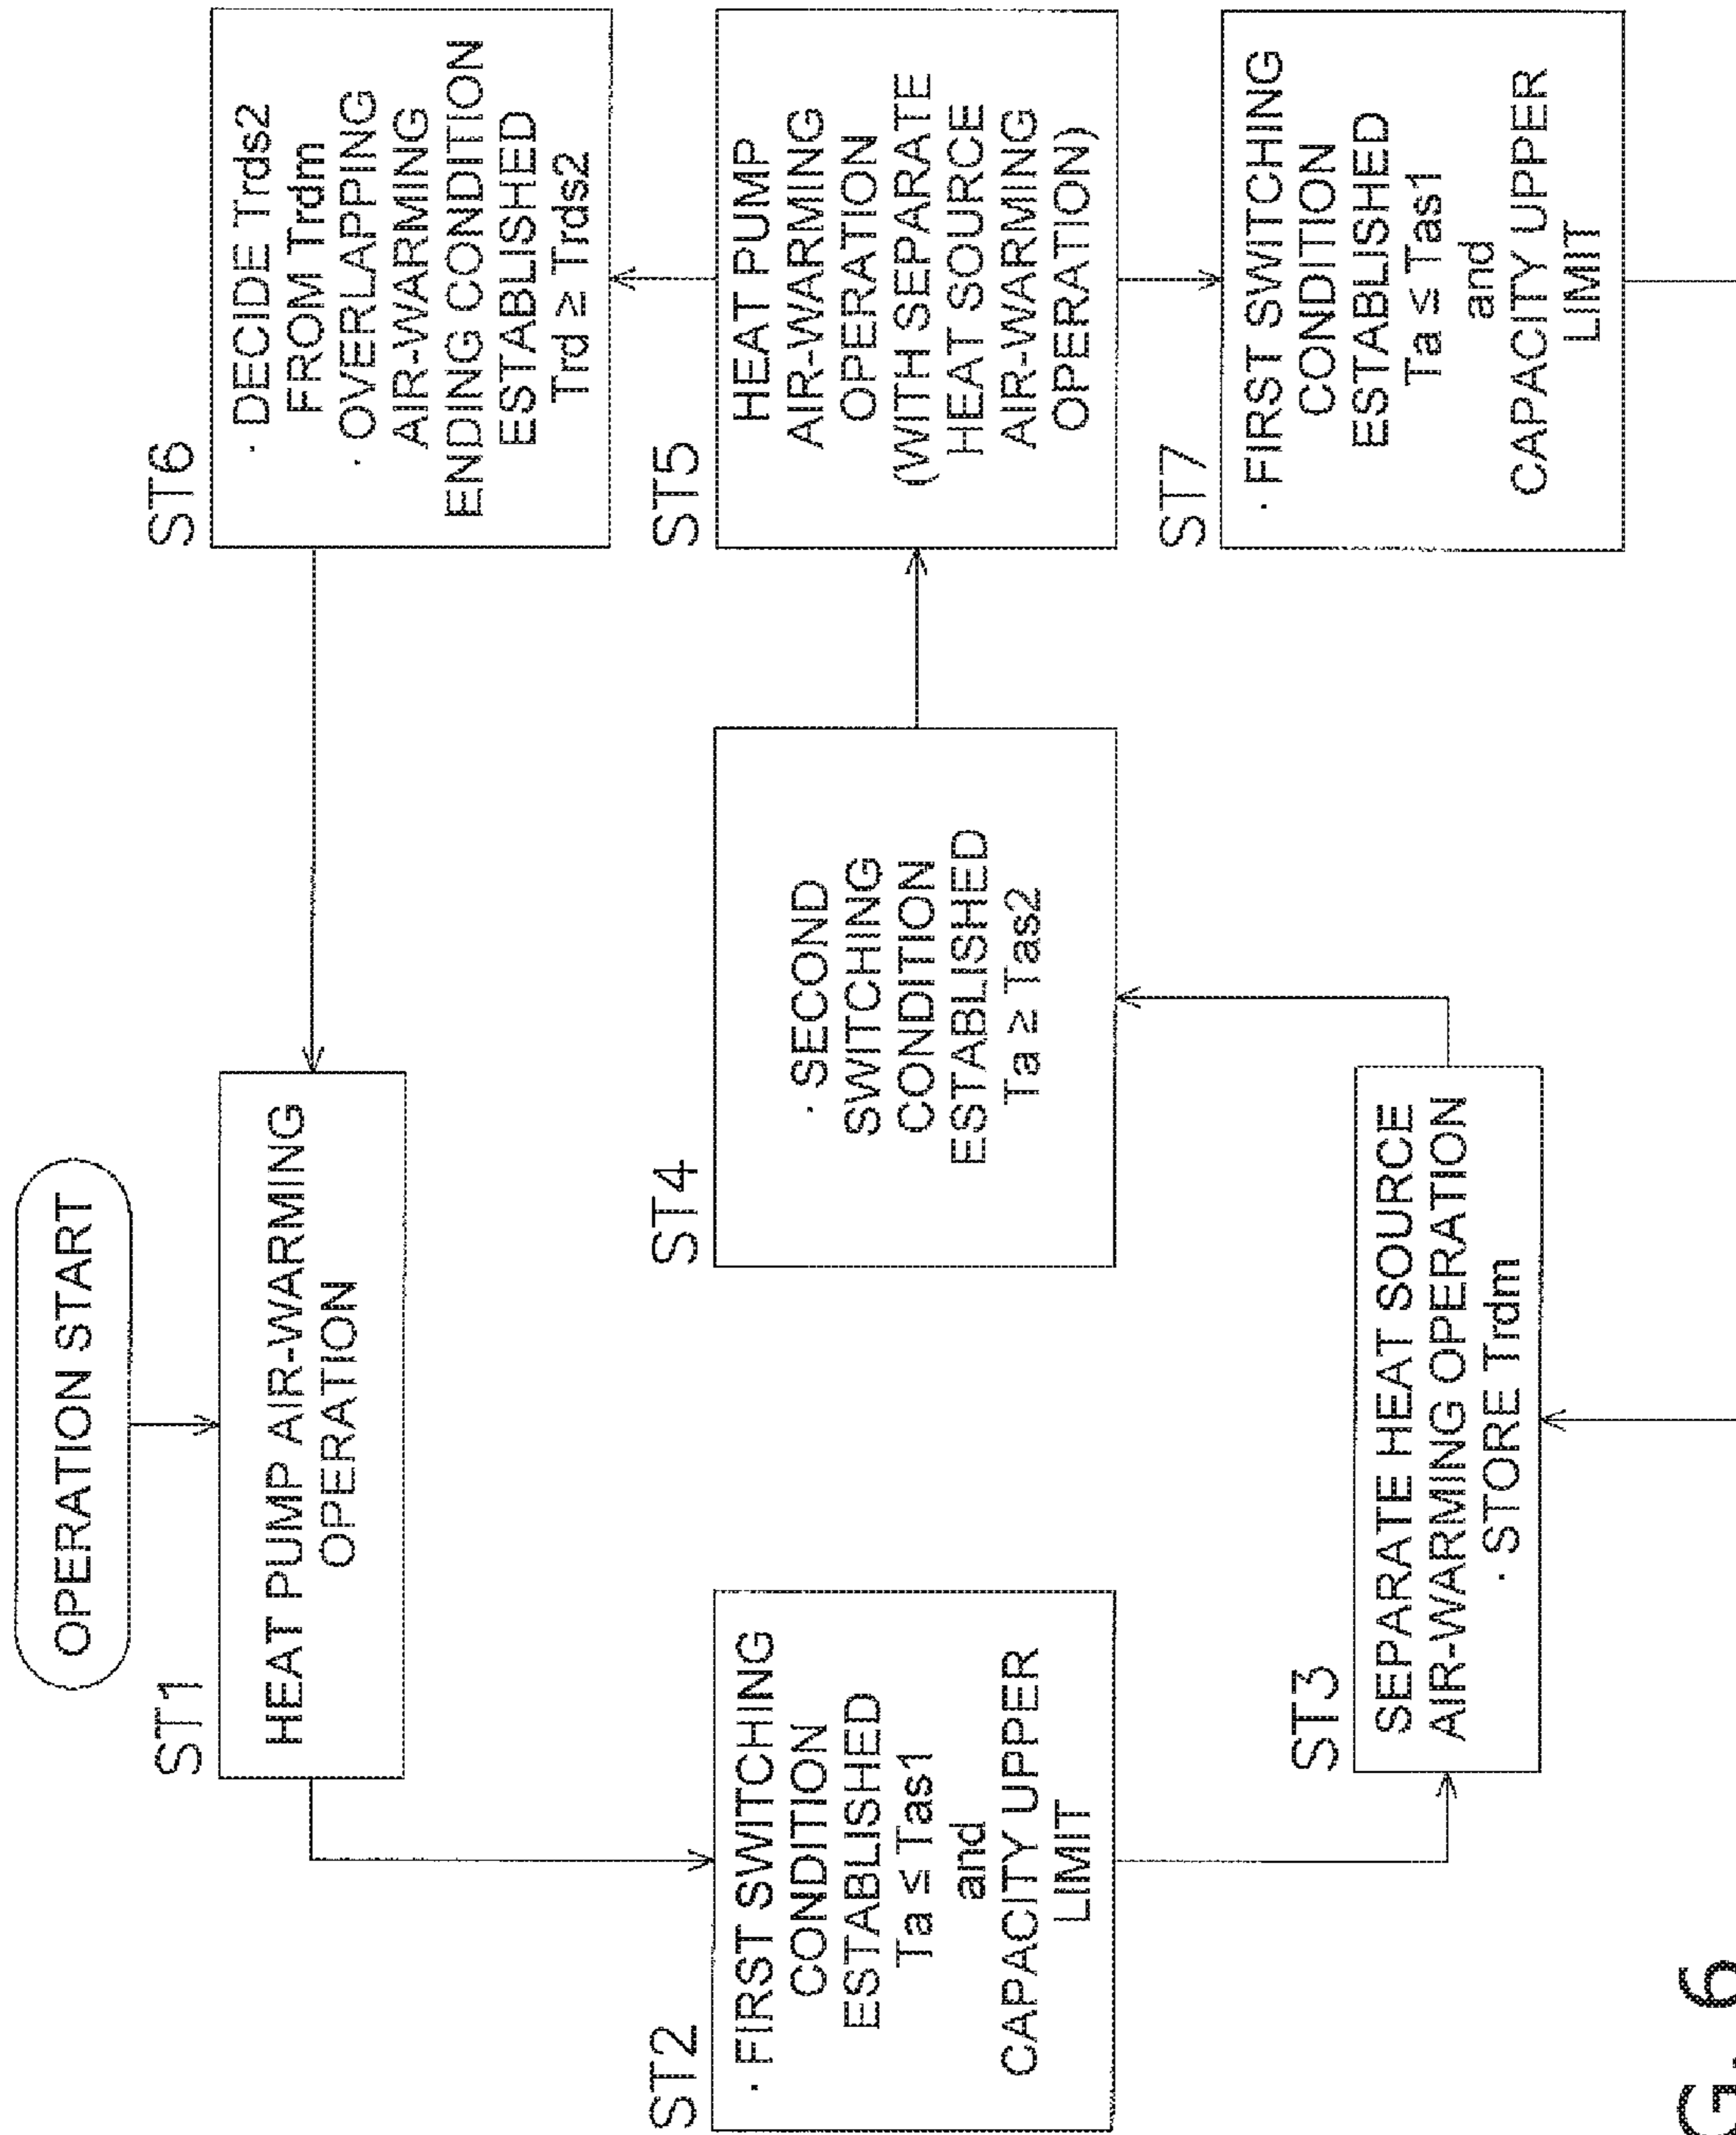 OPERATION START
ST1
HEAT PUMP AIR-WARMING
OPERATION
ST2
· FIRST SWITCHING
CONDITION
ESTABLISHED
Ta ≤ Tas1
and
CAPACITY UPPER
LIMIT
ST3
SEPARATE HEAT SOURCE
AIR-WARMING OPERATION
· STORE Trdm
ST4
· SECOND
SWITCHING
CONDITION
ESTABLISHED
Ta ≥ Tas2
ST5
HEAT PUMP
AIR-WARMING
OPERATION
(WITH SEPARATE
HEAT SOURCE
AIR-WARMING
OPERATION)
ST6
· DECIDE Trds2
FROM Trdm
· OVERLAPPING
AIR-WARMING
ENDING CONDITION
ESTABLISHED
Trd ≥ Trds2
ST7
· FIRST SWITCHING
CONDITION
ESTABLISHED
Ta ≤ Tas1
and
CAPACITY UPPER
LIMIT
G. 6